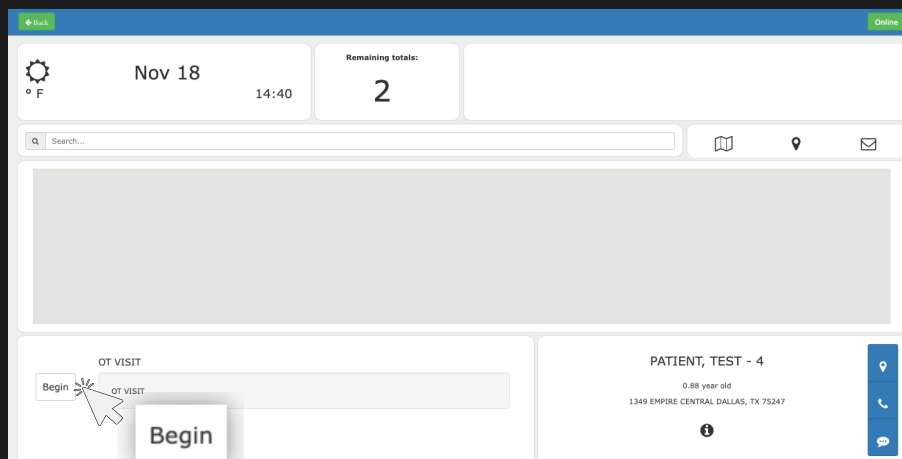 Back
Online
Nov 18
° F
14:40
Remaining totals:
2
Search...
OT VISIT
Begin
OT VISIT
Begin
PATIENT, TEST - 4
0.88 year old
1349 EMPIRE CENTRAL DALLAS, TX 75247